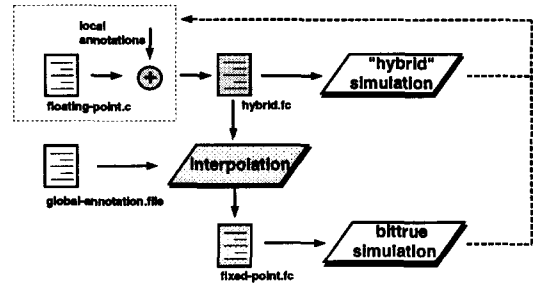 local
annotations
floating-point.c
hybrid.fc
"hybrid"
simulation
interpolation
global-annotation.file
fixed-point.fc
bittrue
simulation